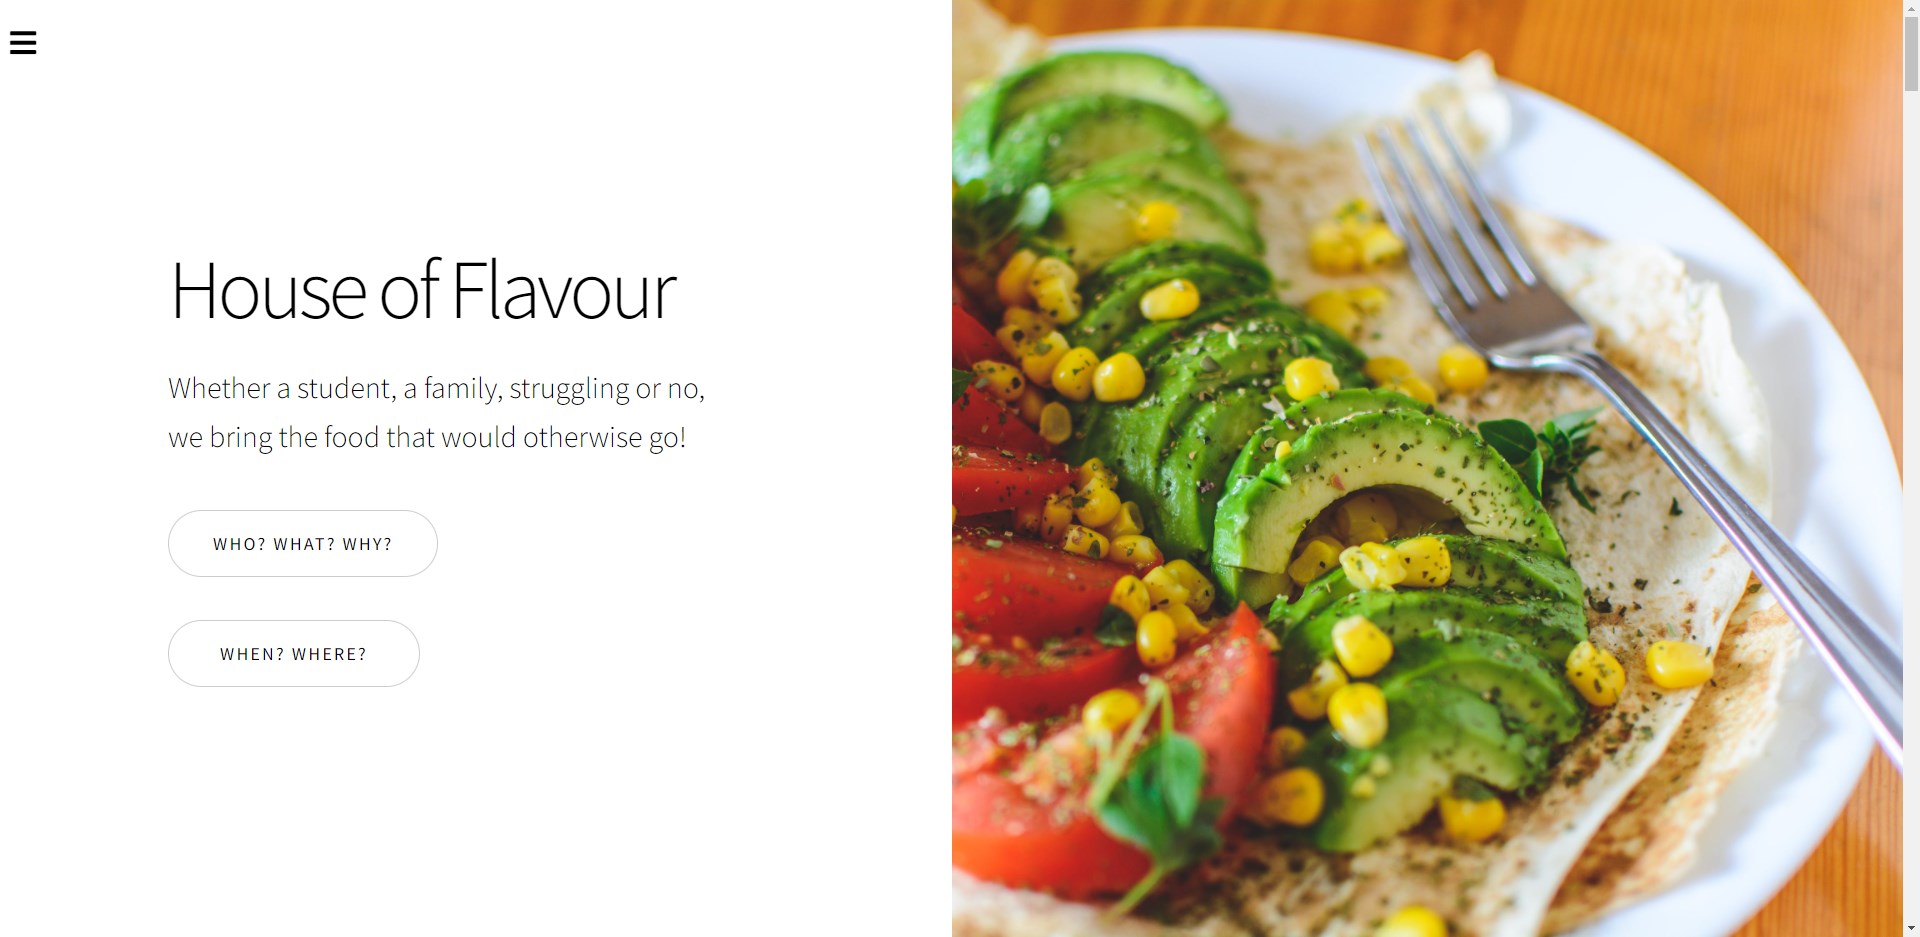 House of Flavour
Whether a student, a family, struggling or no,
we bring the food that would otherwise go!
WHO? WHAT? WHY?
WHEN? WHERE?